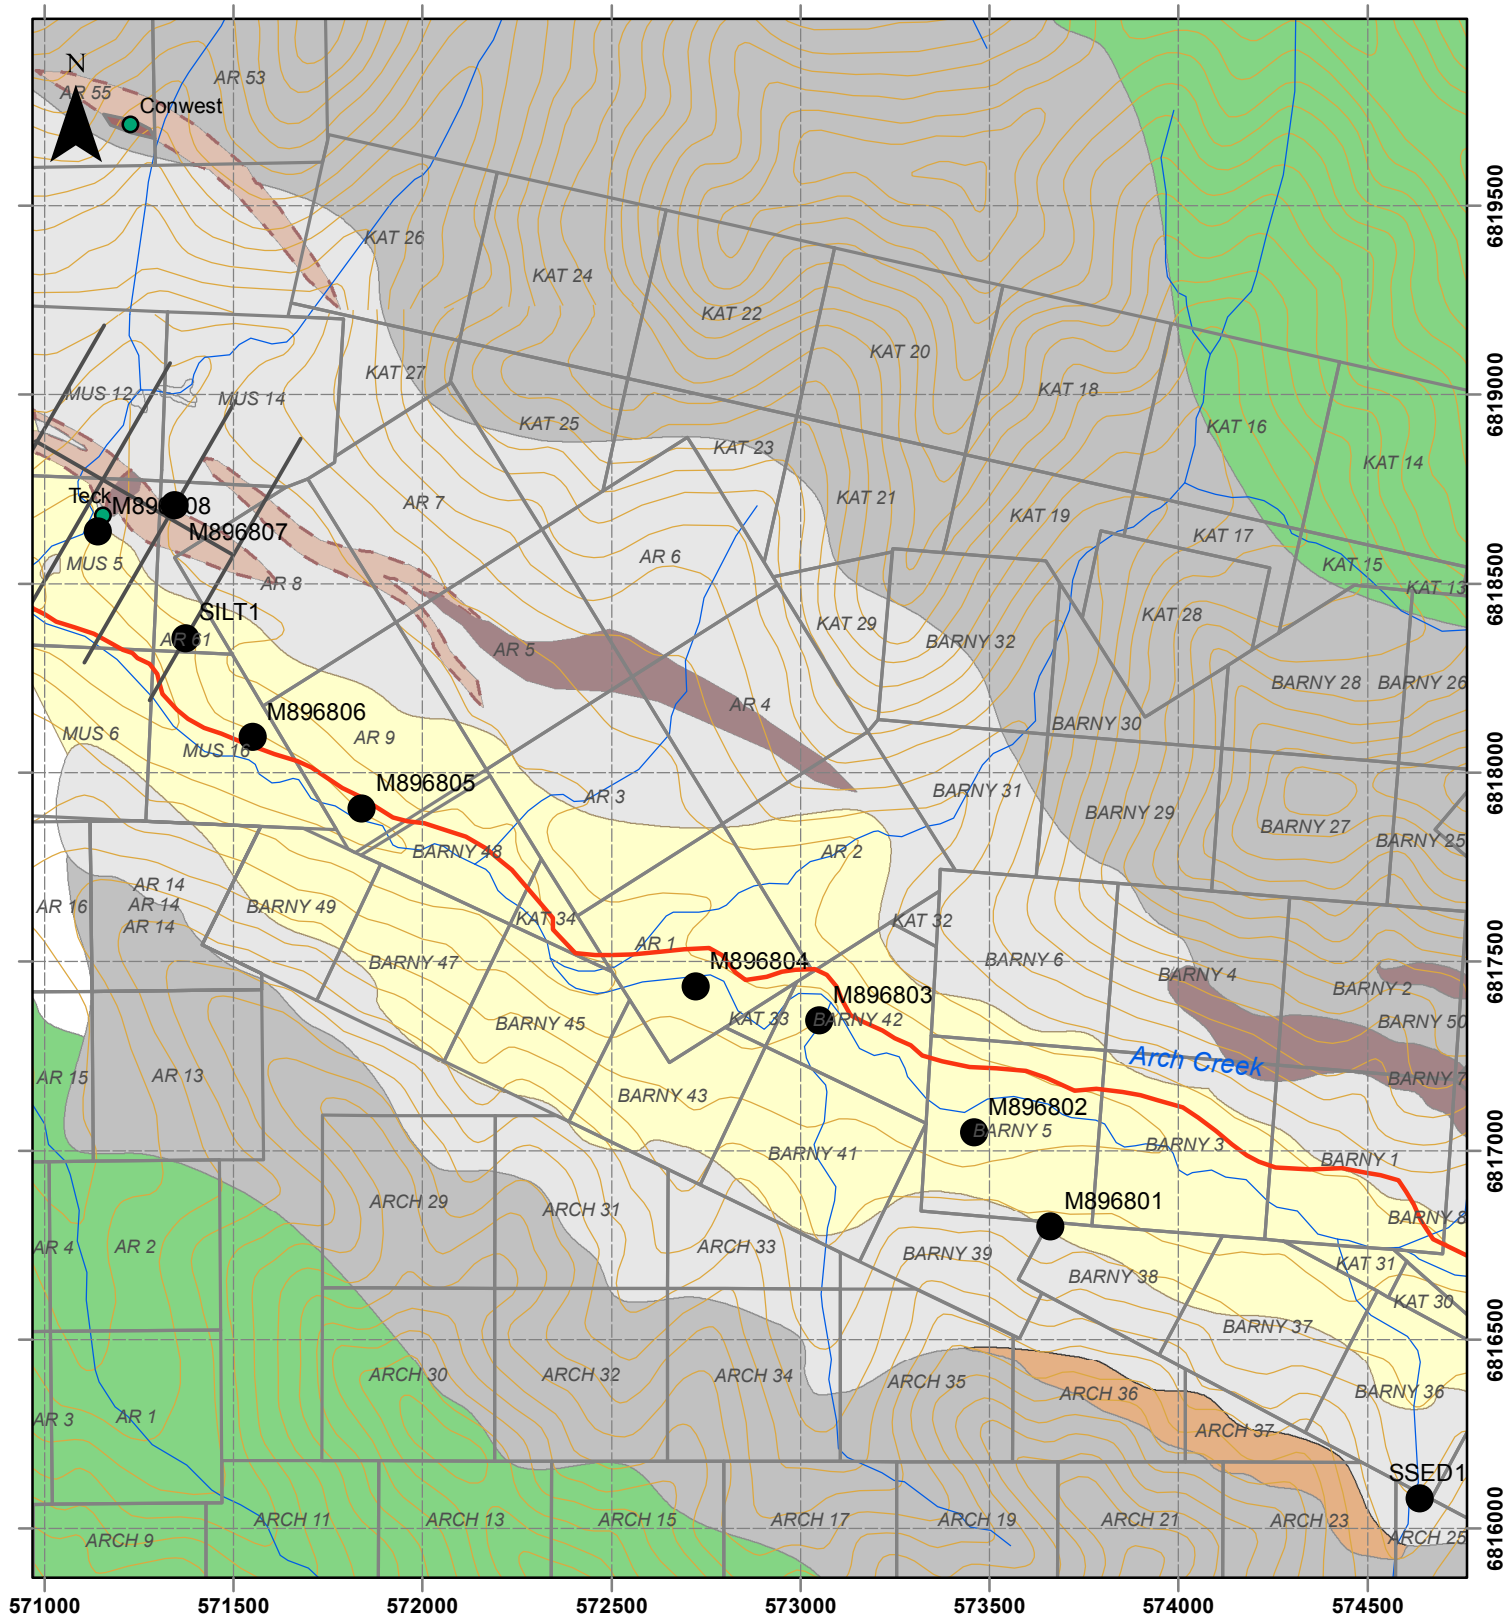 N
AR 53
AR 55
Conwest
KAT 26
KAT 24
KAT 22
KAT 20
KAT 18
KAT 16
KAT 14
KAT 27
MUS 12
MUS 14
KAT 25
KAT 23
KAT 21
KAT 19
KAT 17
KAT 15
KAT 13
Teck
M896807
AR 7
AR 6
MUS 5
AR 8
SILT1
AR 61
KAT 29
BARNY 32
KAT 28
AR 5
AR 4
BARNY 28
BARNY 26
M896806
MUS 6
MUS 16
AR 9
BARNY 30
M896805
AR 3
BARNY 31
BARNY 29
BARNY 27
BARNY 25
BARNY 48
AR 2
AR 14
AR 14
AR 14
AR 16
BARNY 49
KAT 34
KAT 32
AR 1
M896804
BARNY 47
BARNY 6
BARNY 4
BARNY 2
M896803
KAT 33
BARNY 42
BARNY 45
BARNY 50
Arch Creek
AR 15
AR 13
BARNY 43
BARNY 7
M896802
BARNY 5
BARNY 41
BARNY 3
BARNY 1
ARCH 29
ARCH 31
M896801
BARNY 8
AR 4
AR 2
ARCH 33
BARNY 39
BARNY 38
KAT 31
KAT 30
BARNY 37
ARCH 30
ARCH 32
ARCH 34
ARCH 35
ARCH 36
BARNY 36
AR 3
AR 1
ARCH 37
SSED1
ARCH 9
ARCH 11
ARCH 13
ARCH 15
ARCH 17
ARCH 19
ARCH 21
ARCH 23
ARCH 25
6819500
6819000
6818500
6818000
6817500
6817000
6816500
6816000
571000
571500
572000
572500
573000
573500
574000
574500